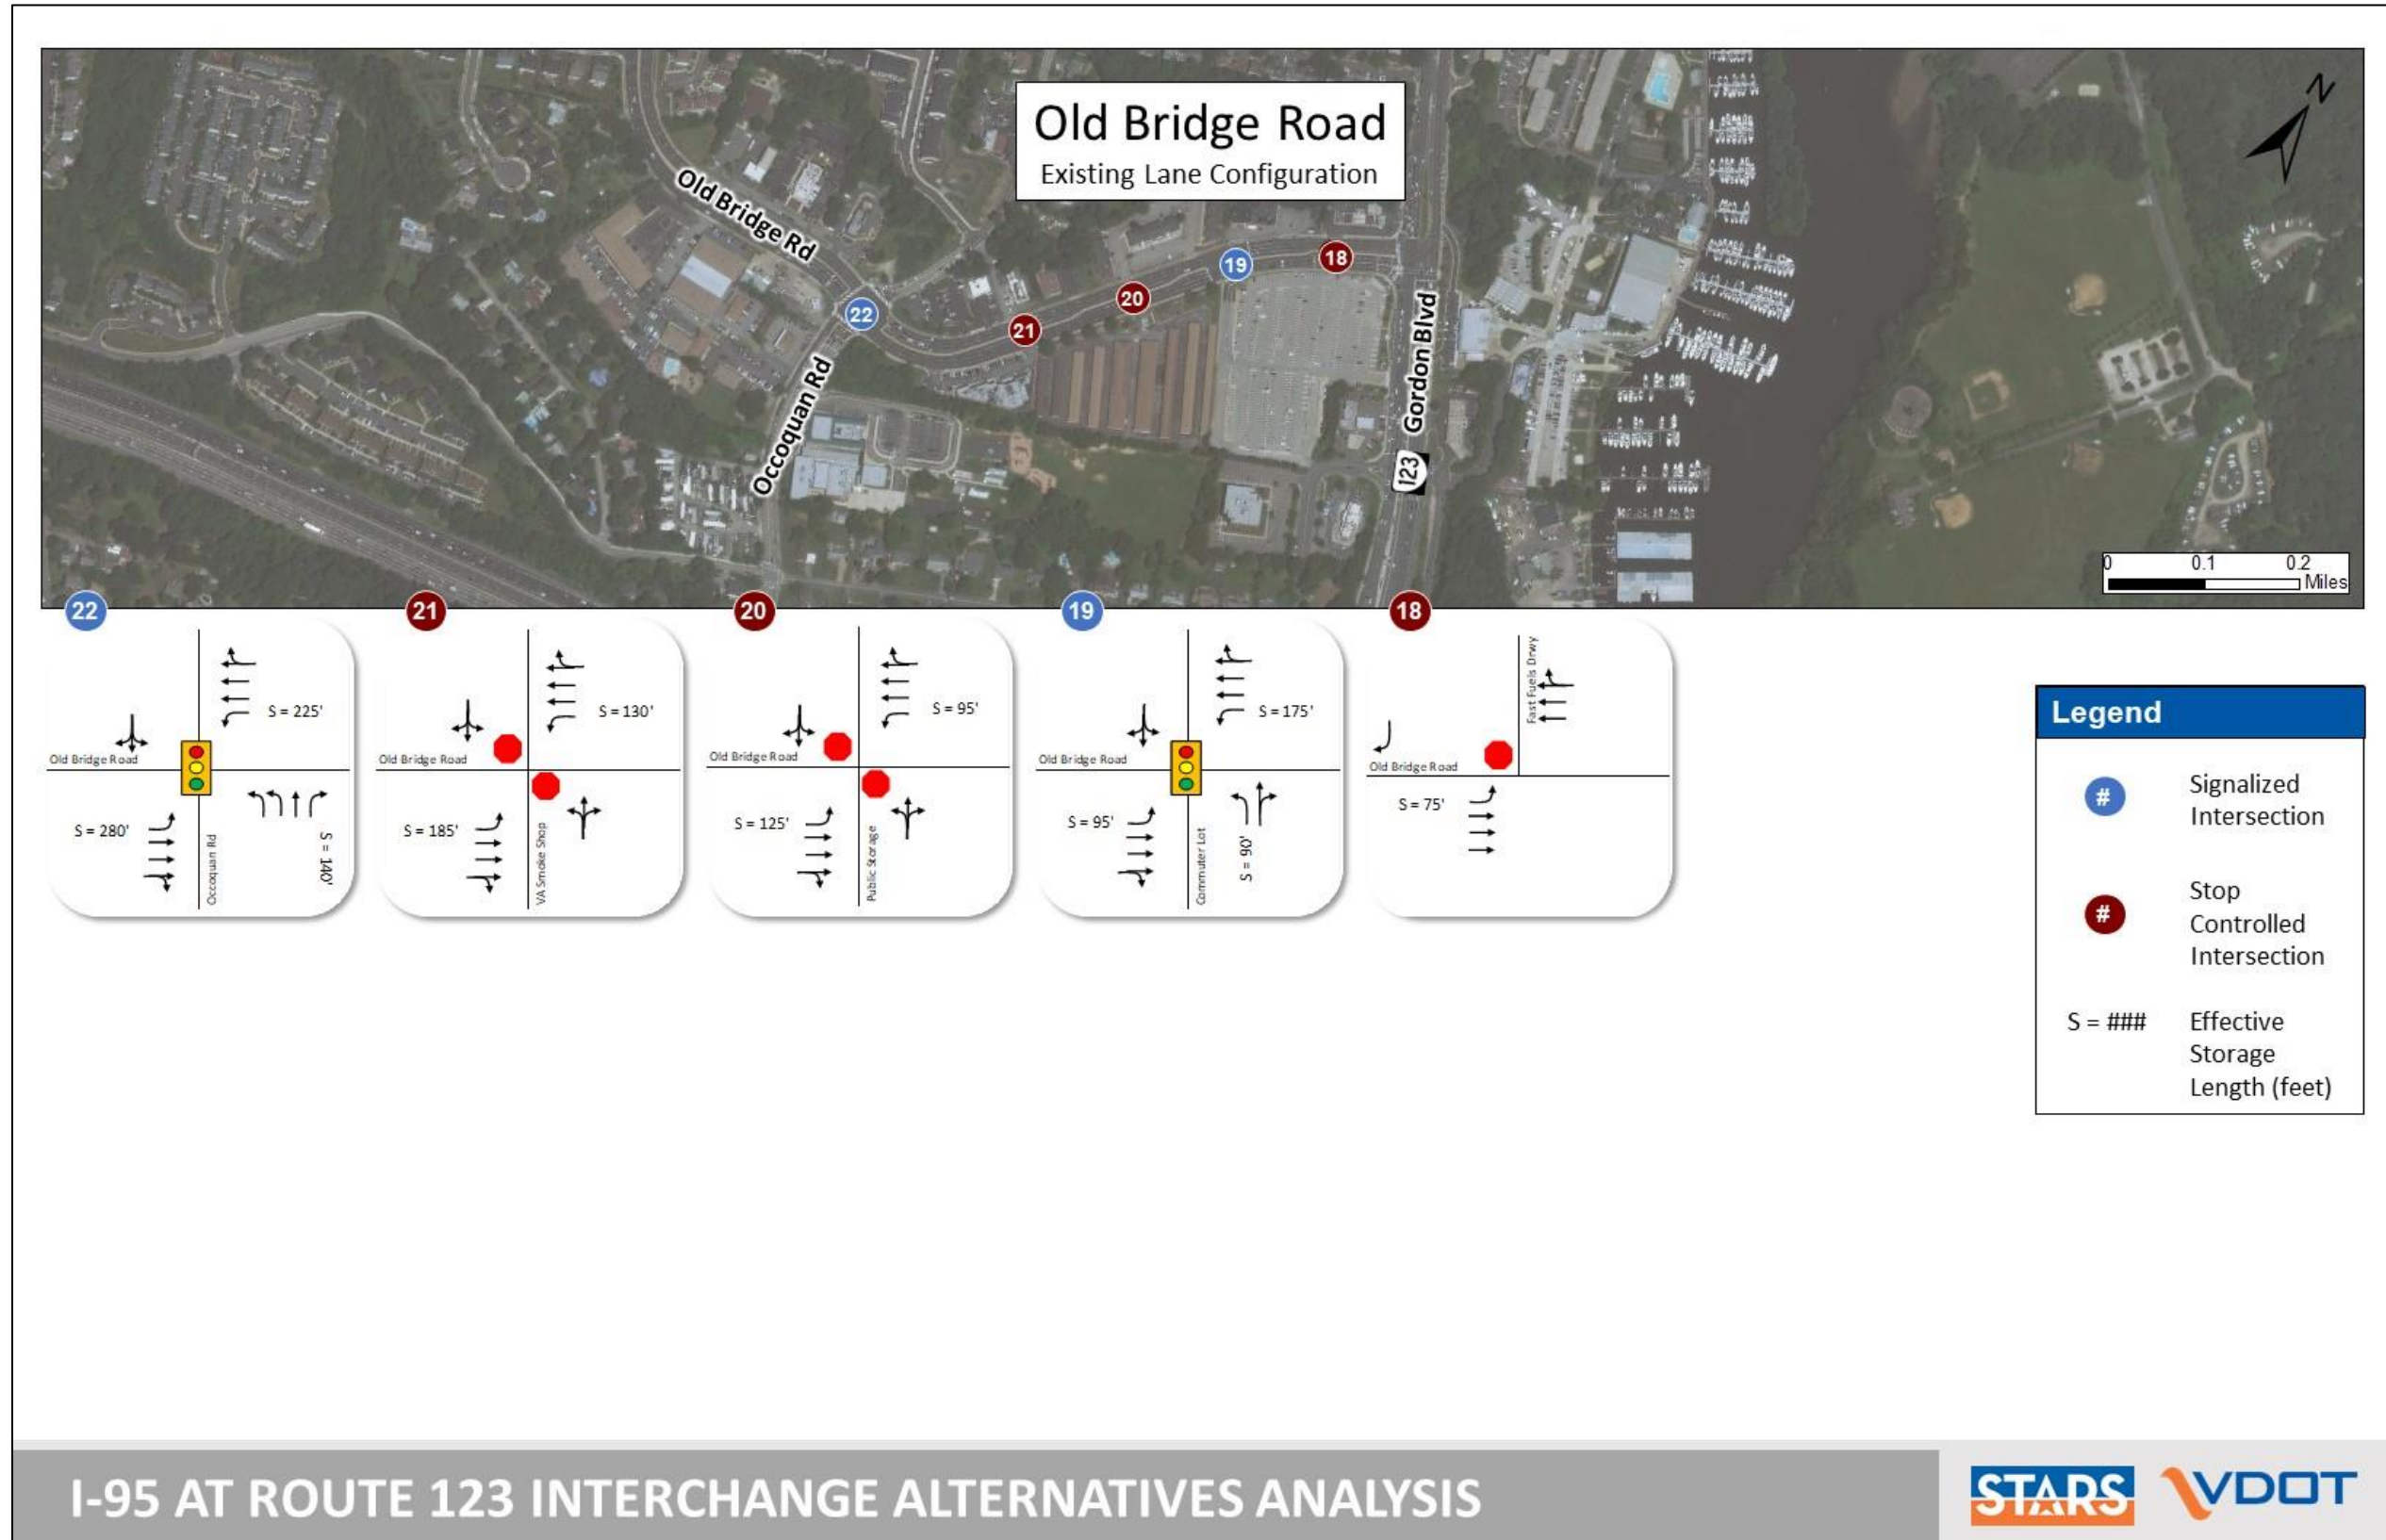 Old Bridge Road
Existing Lane Configuration
N
Old Bridge Rd
22
21
20
19
18
Occoquan Rd
Gordon Blvd
123
0 0.1 0.2
Miles
22
S = 225'
Old Bridge Road
S = 280'
Occoquan Rd
S = 140'
21
S = 130'
Old Bridge Road
S = 185'
VA Smoke Shop
20
S = 95'
Old Bridge Road
S = 125'
Public Storage
19
S = 175'
Old Bridge Road
S = 95'
Commuter Lot
S = 90'
18
Fast Fuels Drwy
Old Bridge Road
S = 75'
Legend
# Signalized
Intersection
# Stop
Controlled
Intersection
S = ### Effective
Storage
Length (feet)
I-95 AT ROUTE 123 INTERCHANGE ALTERNATIVES ANALYSIS
STARS
VDOT